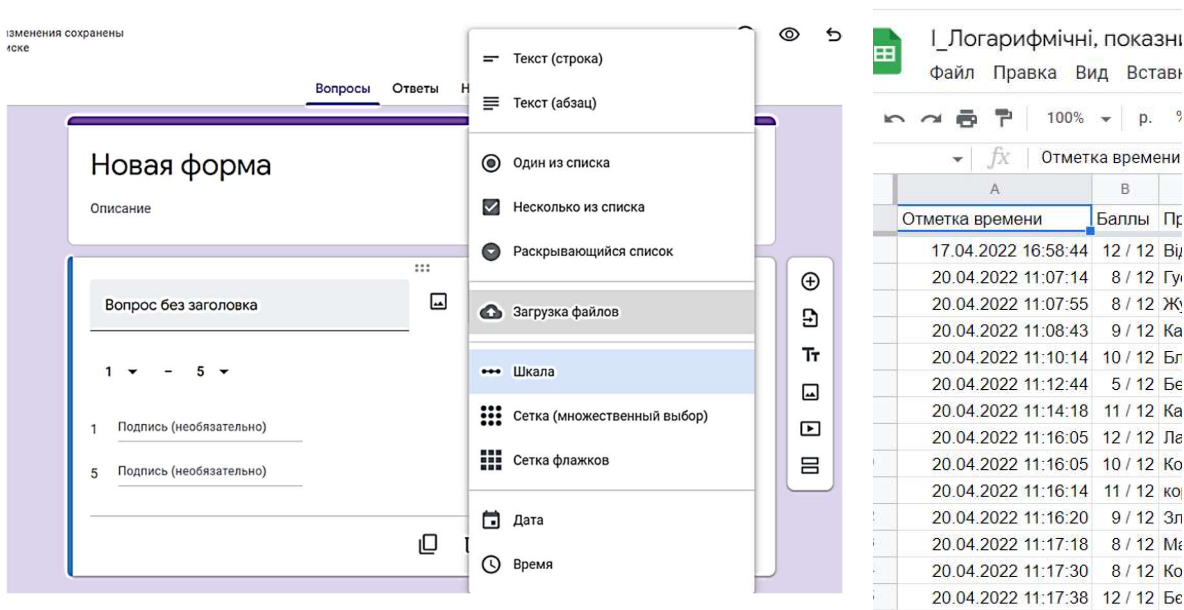 изменения сохранены
Вопросы Ответы
Новая форма
Описание
Вопрос без заголовка
1 – 5
1 Подпись (необязательно)
5 Подпись (необязательно)
Текст (строка)
Текст (абзац)
Один из списка
Несколько из списка
Раскрывающийся список
Загрузка файлов
Шкала
Сетка (множественный выбор)
Сетка флажков
Дата
Время
Тт
І_Логарифмічні,
Файл Правка Вид
100% р. %
fx Отметка времени
A B
Отметка времени Баллы
17.04.2022 16:58:44 12 / 12
20.04.2022 11:07:14 8 / 12
20.04.2022 11:07:55 8 / 12
20.04.2022 11:08:43 9 / 12
20.04.2022 11:10:14 10 / 12
20.04.2022 11:12:44 5 / 12
20.04.2022 11:14:18 11 / 12
20.04.2022 11:16:05 12 / 12
20.04.2022 11:16:05 10 / 12
20.04.2022 11:16:14 11 / 12
20.04.2022 11:16:20 9 / 12
20.04.2022 11:17:18 8 / 12
20.04.2022 11:17:30 8 / 12
20.04.2022 11:17:38 12 / 12